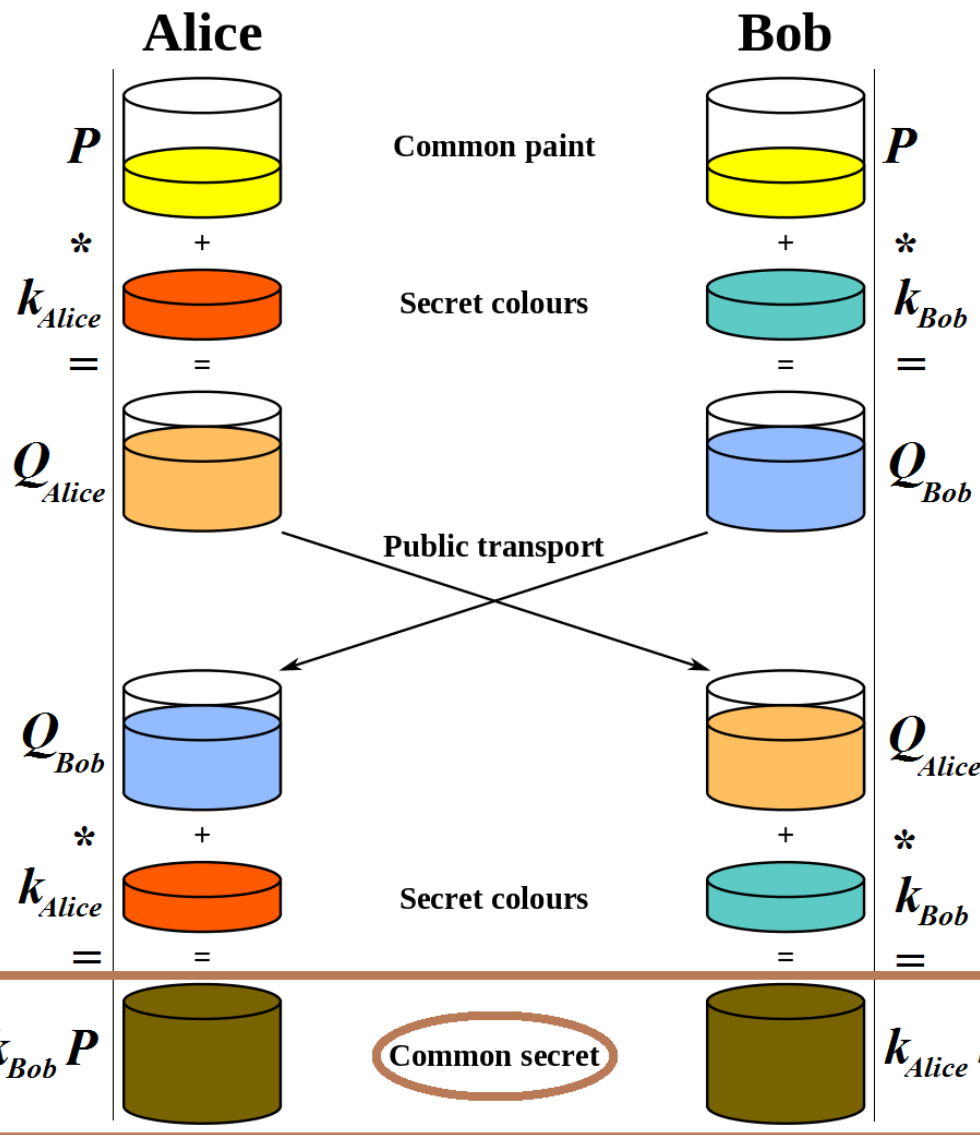 Alice Bob
P Common paint P
* + + *
k Alice Secret colours k Bob
= = = =
Q Alice Q Bob
Public transport
Q Bob Q Alice
* + + *
k Alice Secret colours k Bob
= = = =
k Bob P Common secret k Alice